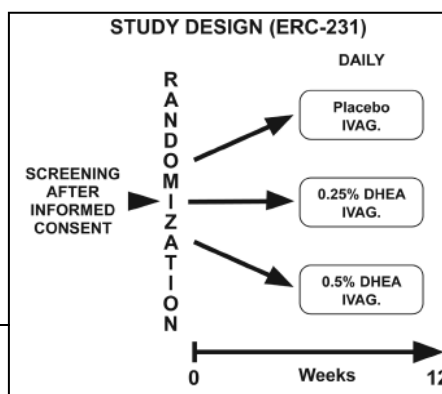 STUDY DESIGN (ERC-231)
DAILY
RANDOMIZATION
SCREENING
AFTER
INFORMED
CONSENT
Placebo
IVAG.
0.25% DHEA
IVAG.
0.5% DHEA
IVAG.
0
Weeks
12